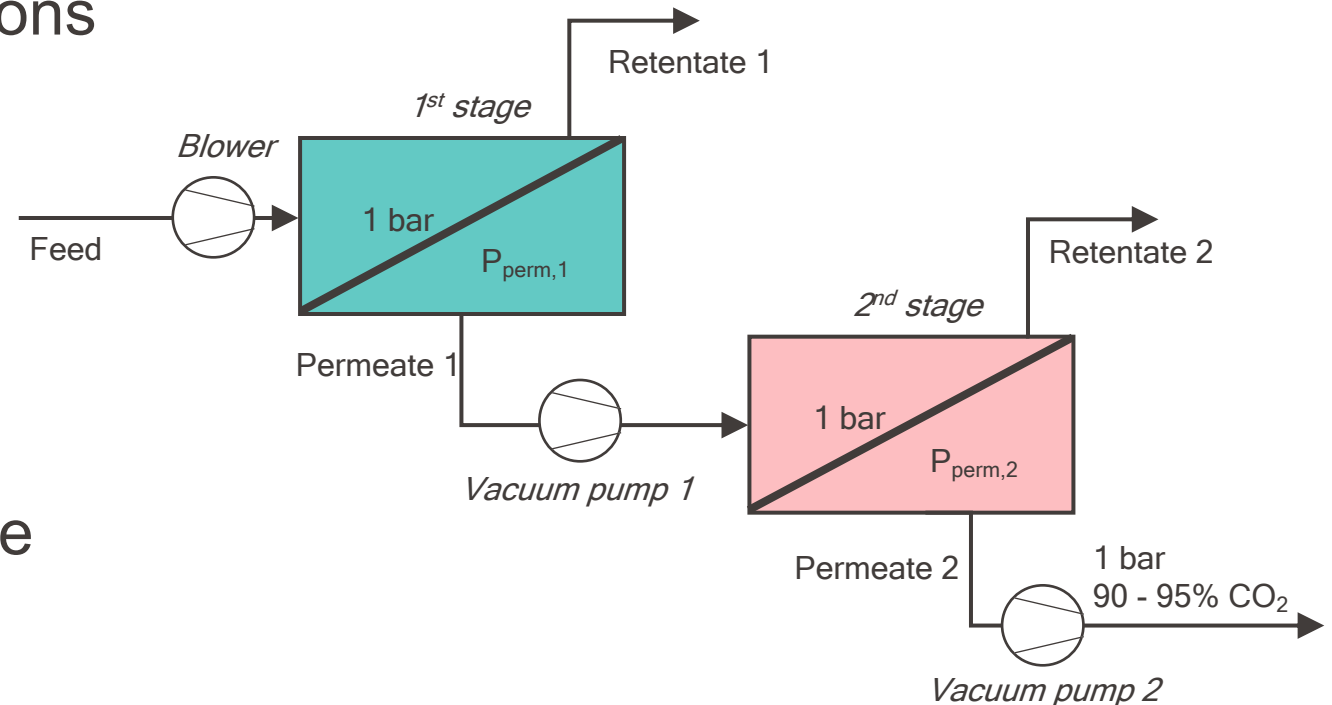 ons
Retentate 1
1st stage
Blower
1 bar
Pperm,1
Feed
Retentate 2
2nd stage
Permeate 1
1 bar
Pperm,2
Vacuum pump 1
e
Permeate 2
1 bar
90 - 95% CO2
Vacuum pump 2